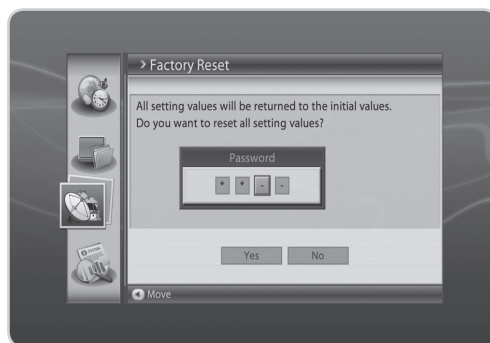 > Factory Reset
All setting values will be returned to the initial values.
Do you want to reset all setting values?
Password
* * - -
Yes No
SYSTEM
Move